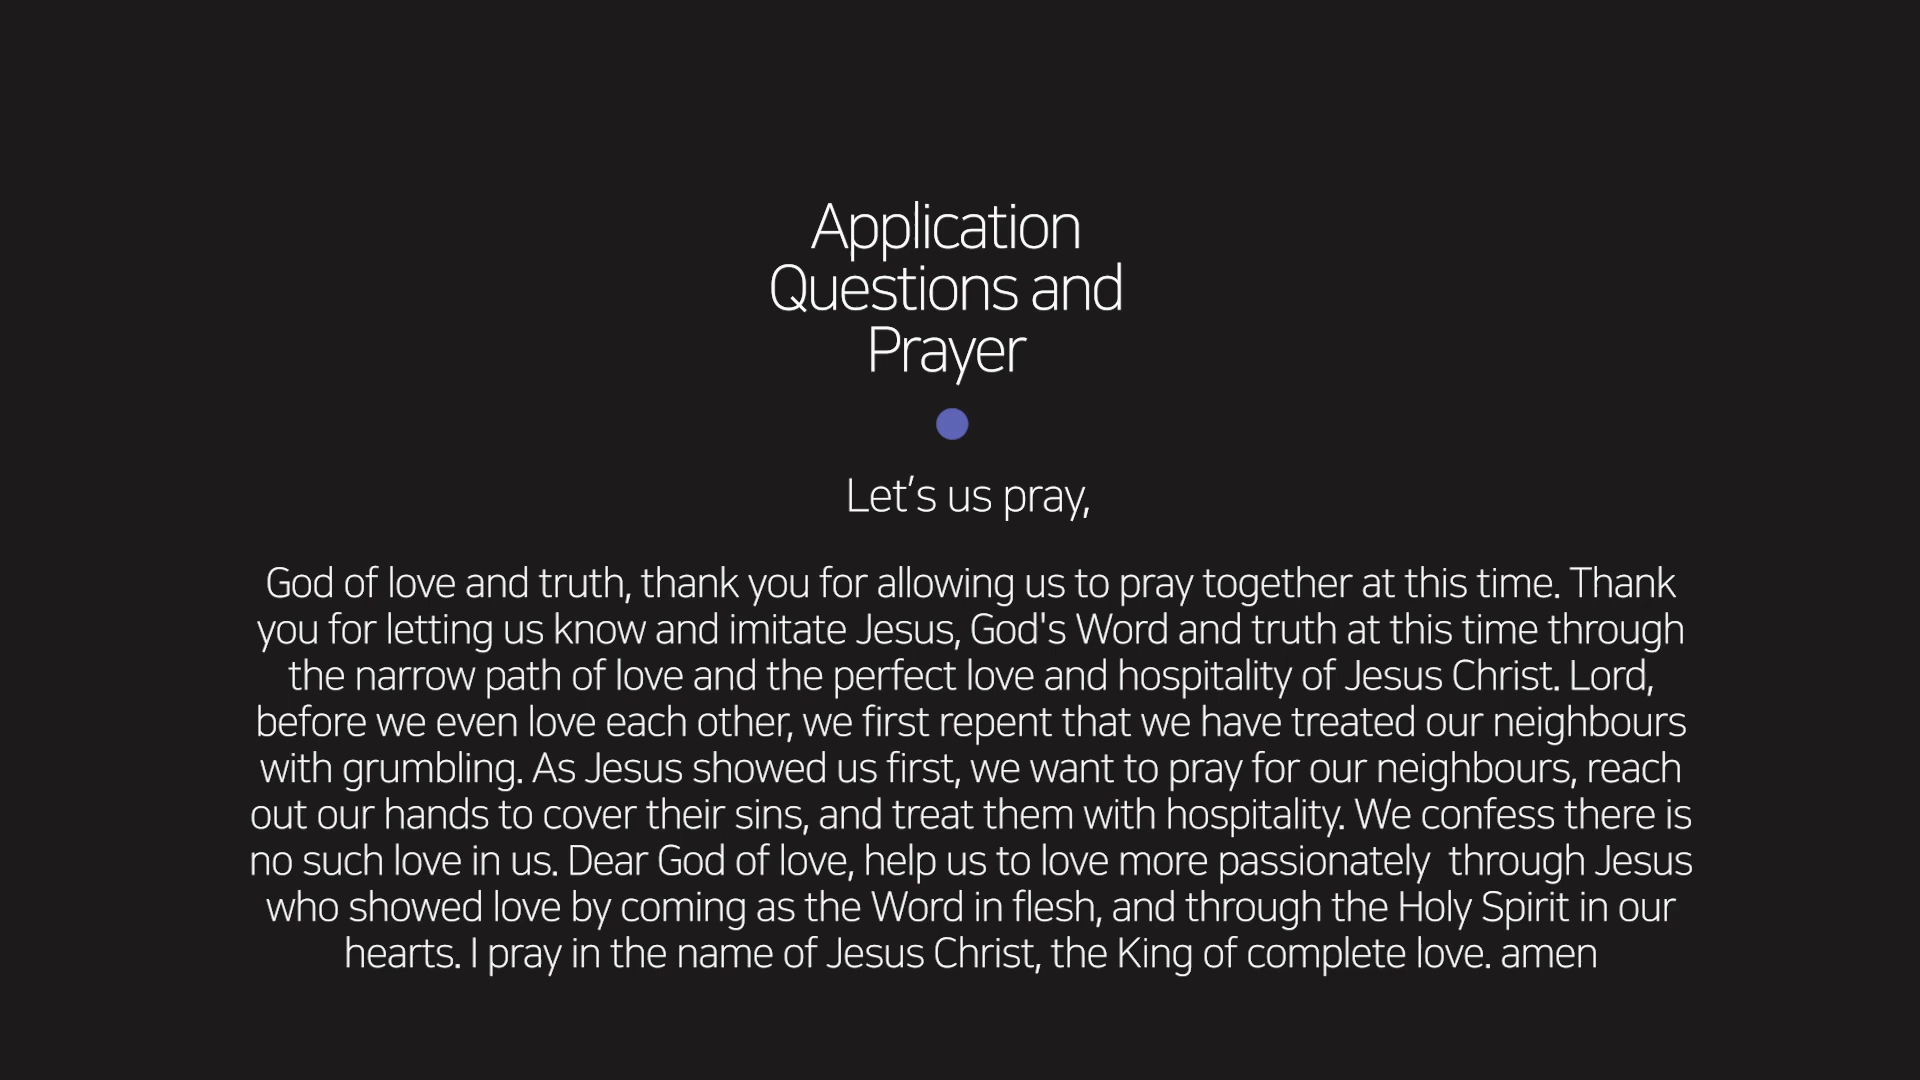 Application
Questions and
Prayer
Let’s us pray,
God of love and truth, thank you for allowing us to pray together at this time. Thank
you for letting us know and imitate Jesus, God's Word and truth at this time through
the narrow path of love and the perfect love and hospitality of Jesus Christ. Lord,
before we even love each other, we first repent that we have treated our neighbours
with grumbling. As Jesus showed us first, we want to pray for our neighbours, reach
out our hands to cover their sins, and treat them with hospitality. We confess there is
no such love in us. Dear God of love, help us to love more passionately  through Jesus
who showed love by coming as the Word in flesh, and through the Holy Spirit in our
hearts. I pray in the name of Jesus Christ, the King of complete love. amen